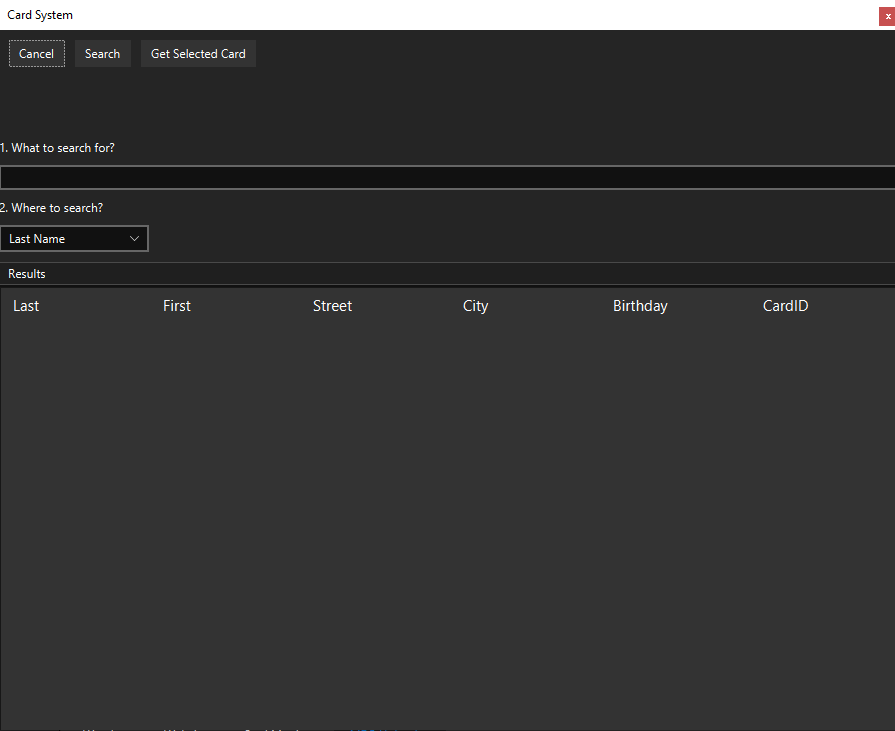 Card System
x
Cancel Search Get Selected Card
1. What to search for?
2. Where to search?
Last Name
Results
Last First Street City Birthday CardID